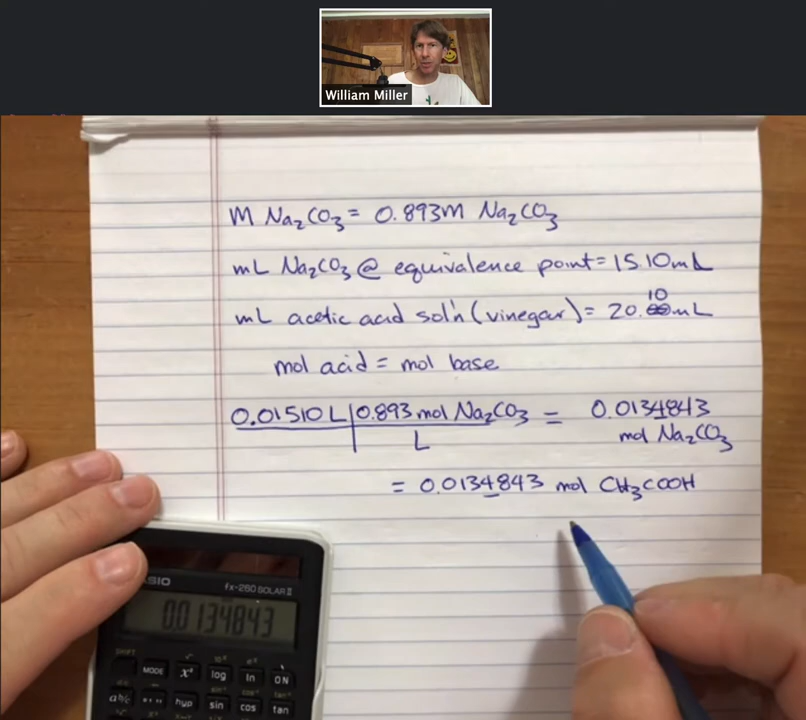 William Miller
M Na₂CO₃ = 0.893M Na₂CO₃
mL Na₂CO₃ @ equivalence point = 15.10mL
mL acetic acid sol'n (vinegar) = 20.10mL
mol acid = mol base
0.01510 L | 0.893 mol Na₂CO₃ = 0.0134843
L mol Na₂CO₃
= 0.0134843 mol CH₃COOH
CASIO fx-260 SOLAR II
0.0134843
MODE log ln ON
hyp sin cos tan